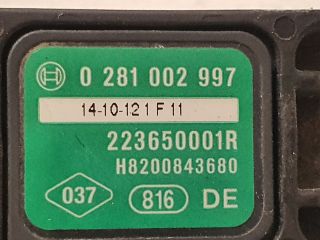 0 281 002 997
14-10-12 1 F 11
223650001R
H8200843680
037 816 DE